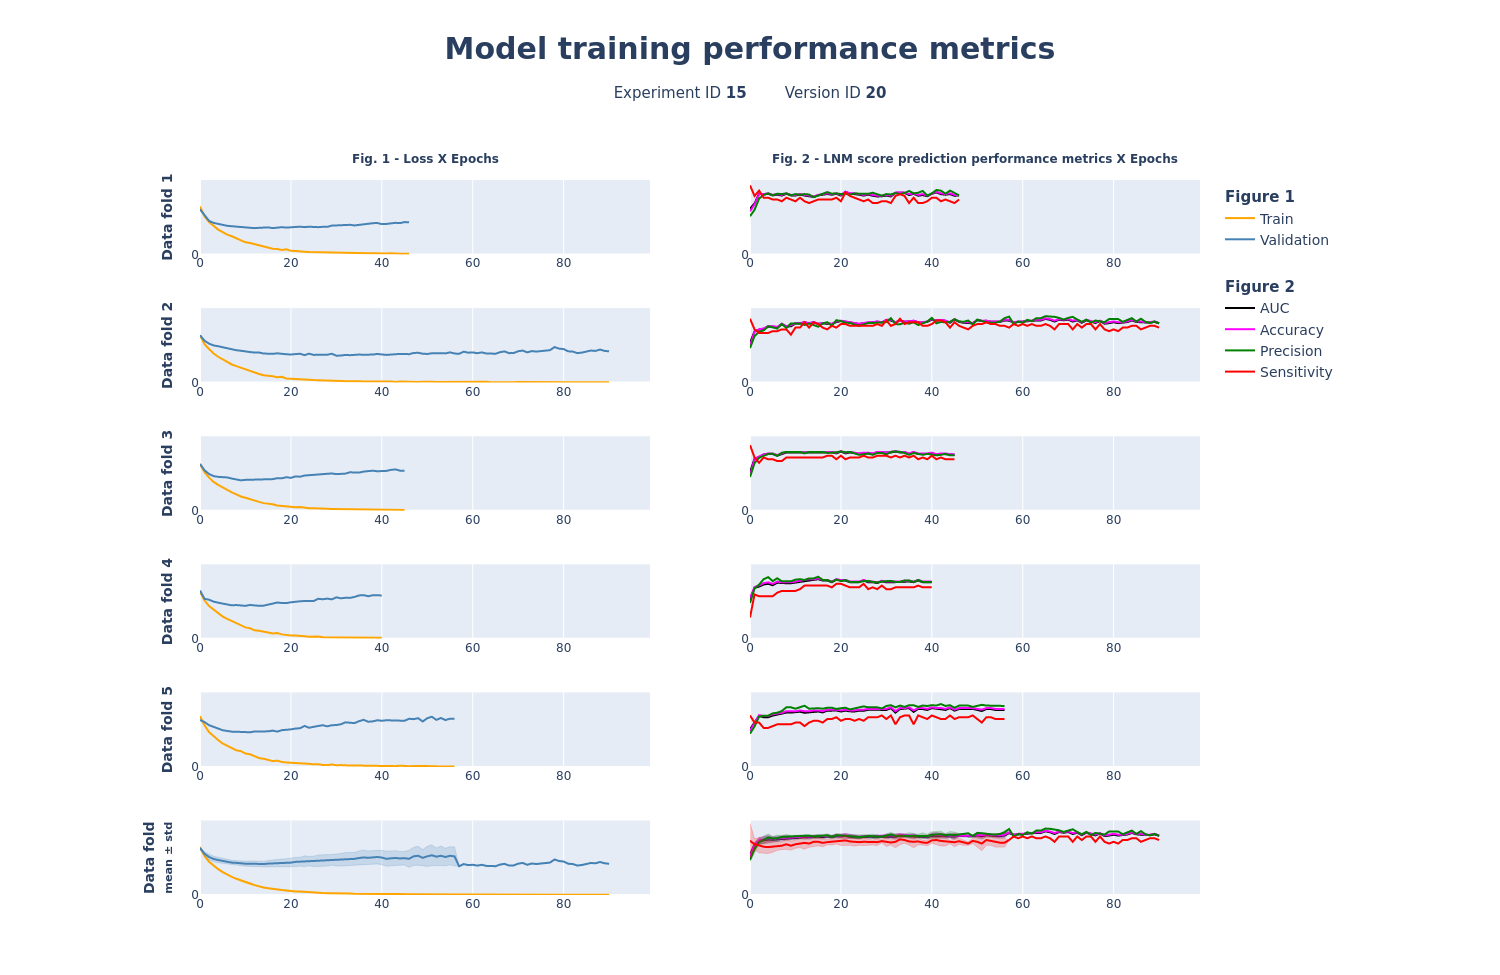 Model training performance metrics
Experiment ID 15 Version ID 20
Fig. 1 - Loss X Epochs
Fig. 2 - LNM score prediction performance metrics X Epochs
Data fold 1
0
0 20 40 60 80
0
0 20 40 60 80
Data fold 2
0
0 20 40 60 80
0
0 20 40 60 80
Data fold 3
0
0 20 40 60 80
0
0 20 40 60 80
Data fold 4
0
0 20 40 60 80
0
0 20 40 60 80
Data fold 5
0
0 20 40 60 80
0
0 20 40 60 80
Data fold
mean ± std
0
0 20 40 60 80
0
0 20 40 60 80
Figure 1
Train
Validation
Figure 2
AUC
Accuracy
Precision
Sensitivity